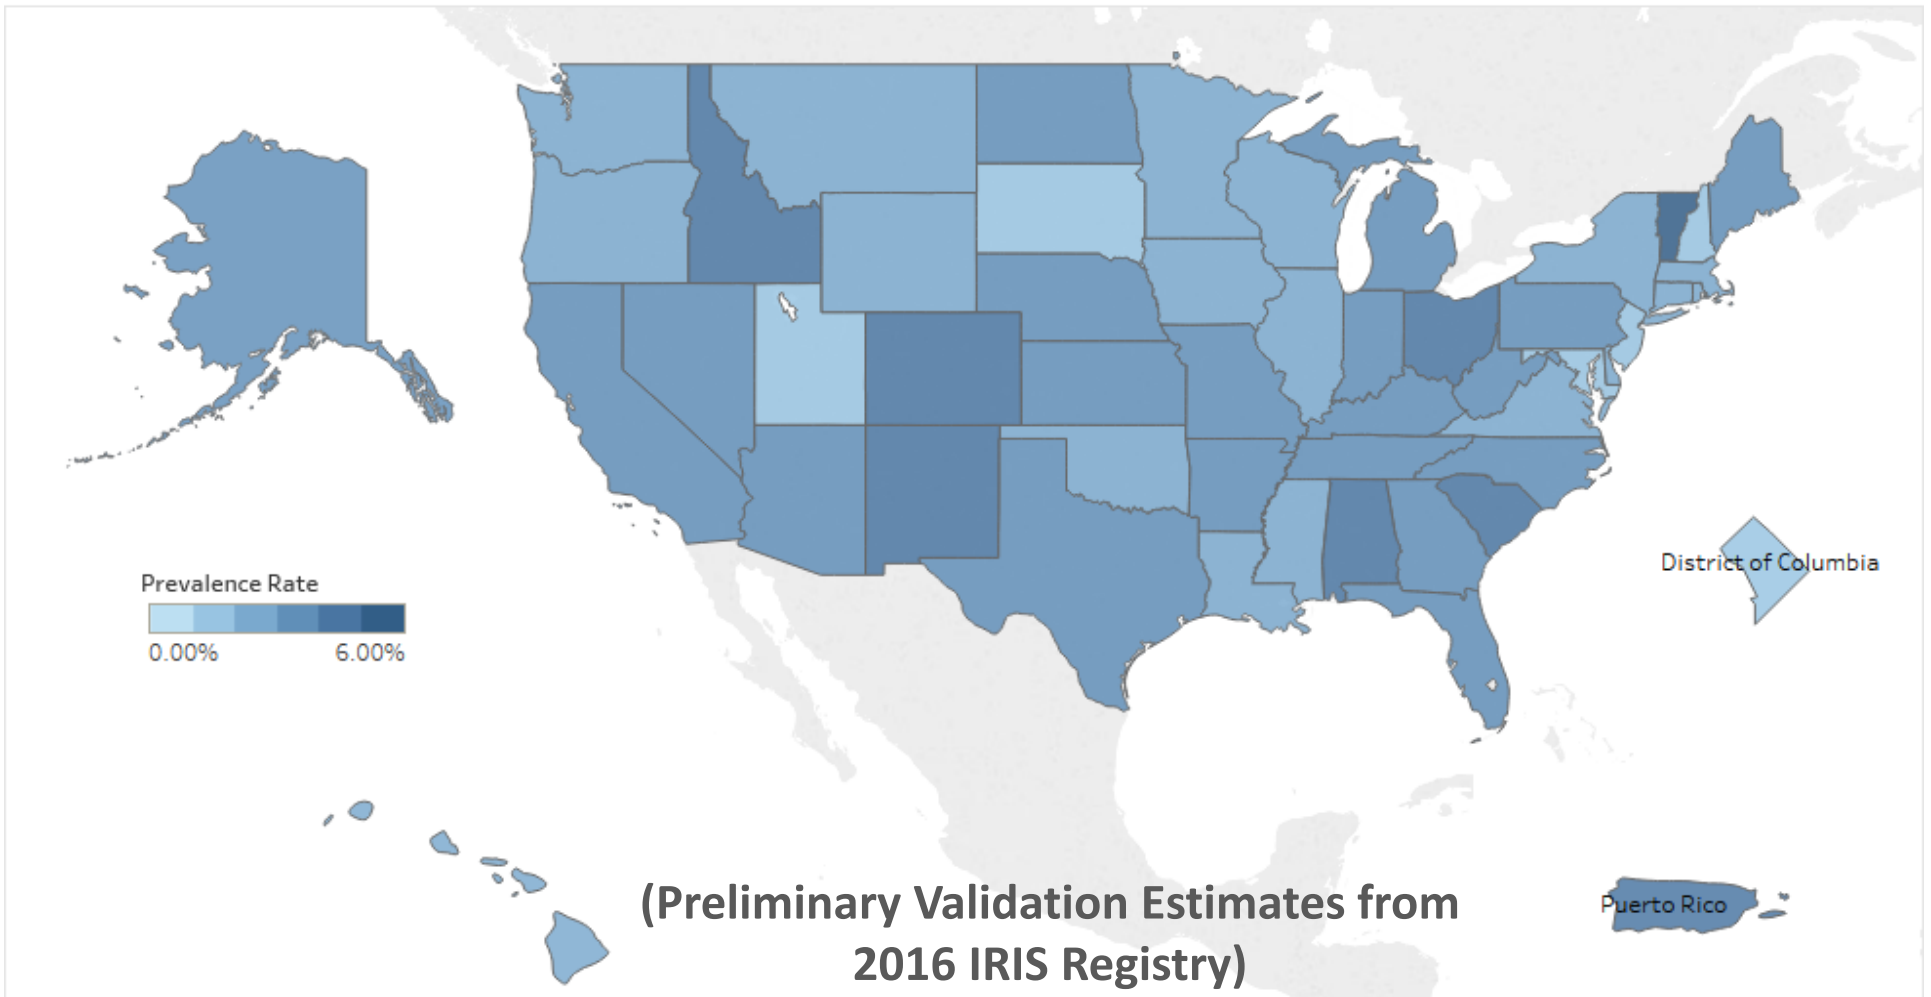 District of Columbia
Prevalence Rate
0.00% 6.00%
Puerto Rico
(Preliminary Validation Estimates from
2016 IRIS Registry)